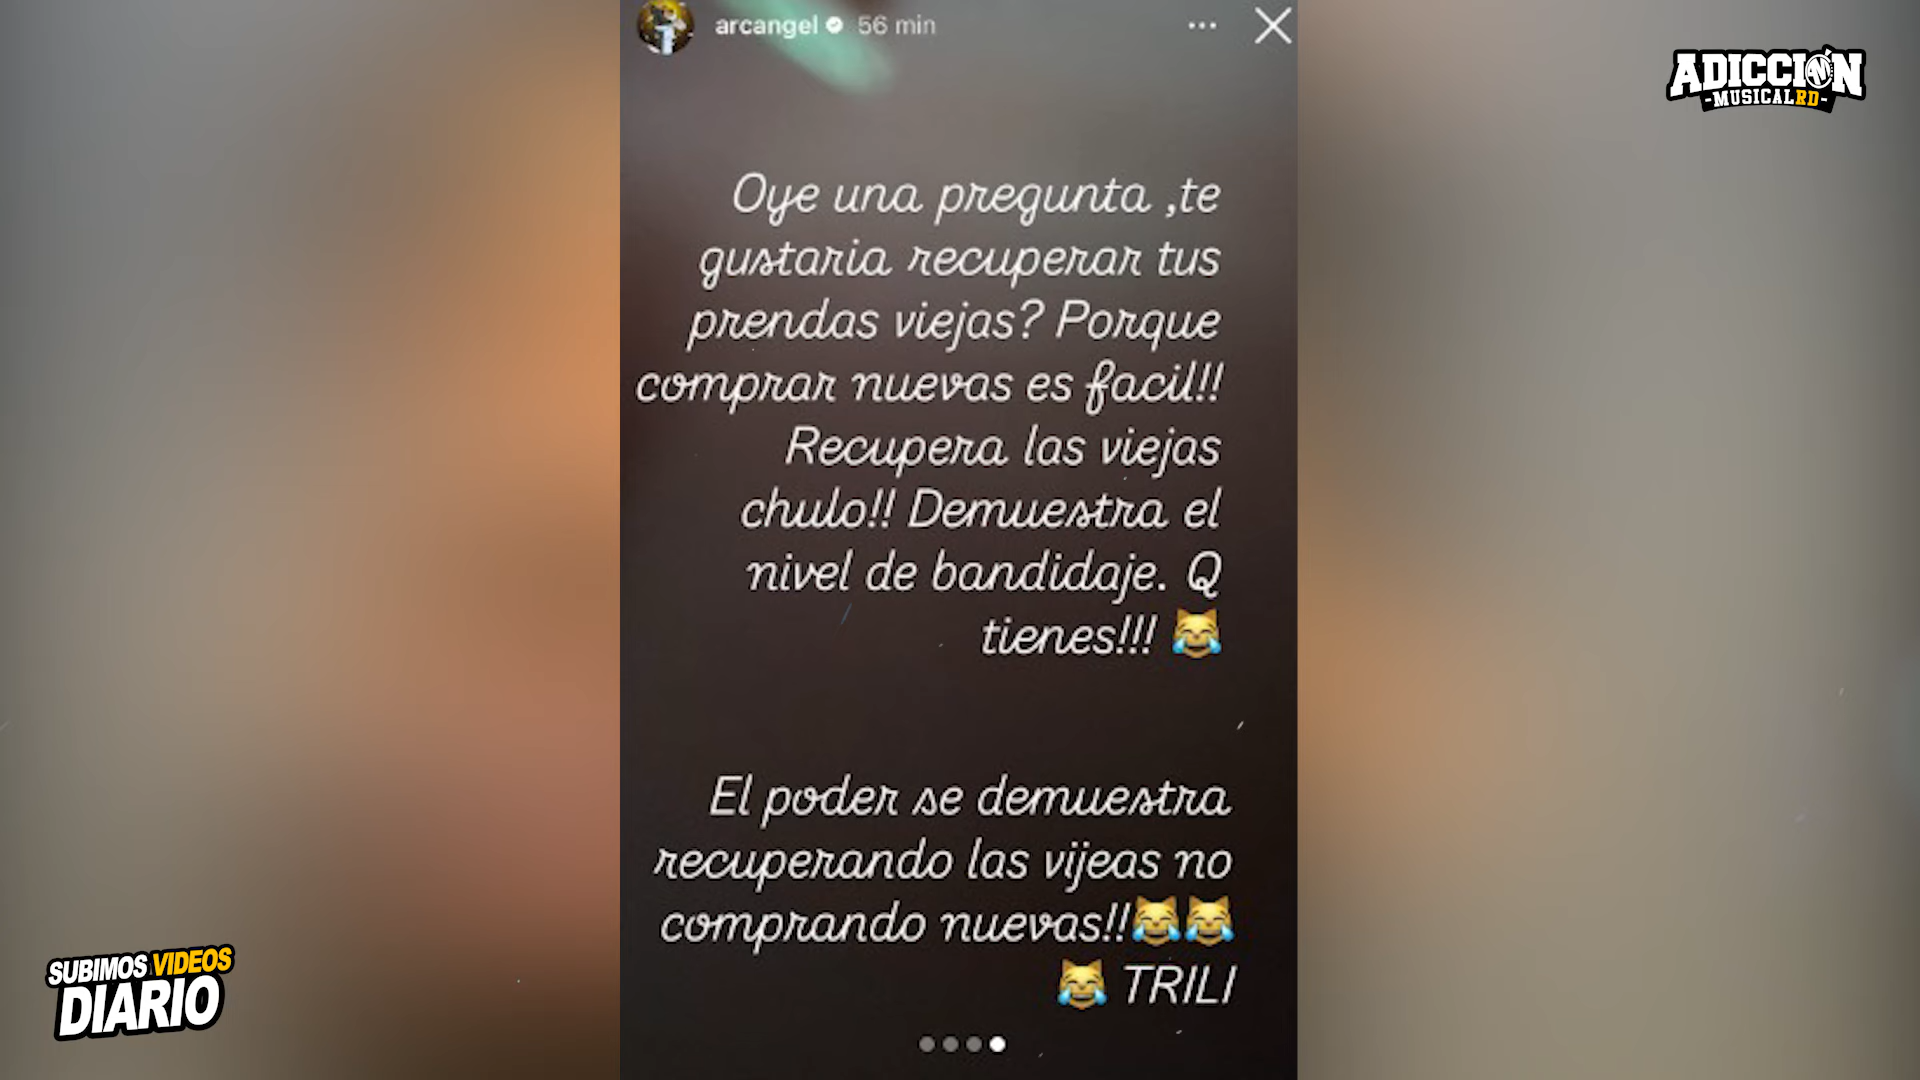 arcangel 56 min
ADICCIÓN
-MUSICALRD-
Oye una pregunta ,te
gustaria recuperar tus
prendas viejas? Porque
comprar nuevas es facil!!
Recupera las viejas
chulo!! Demuestra el
nivel de bandidaje. Q
tienes!!! 😹
El poder se demuestra
recuperando las vijeas no
comprando nuevas!!😹😹
😹 TRILI
SUBIMOS VIDEOS
DIARIO